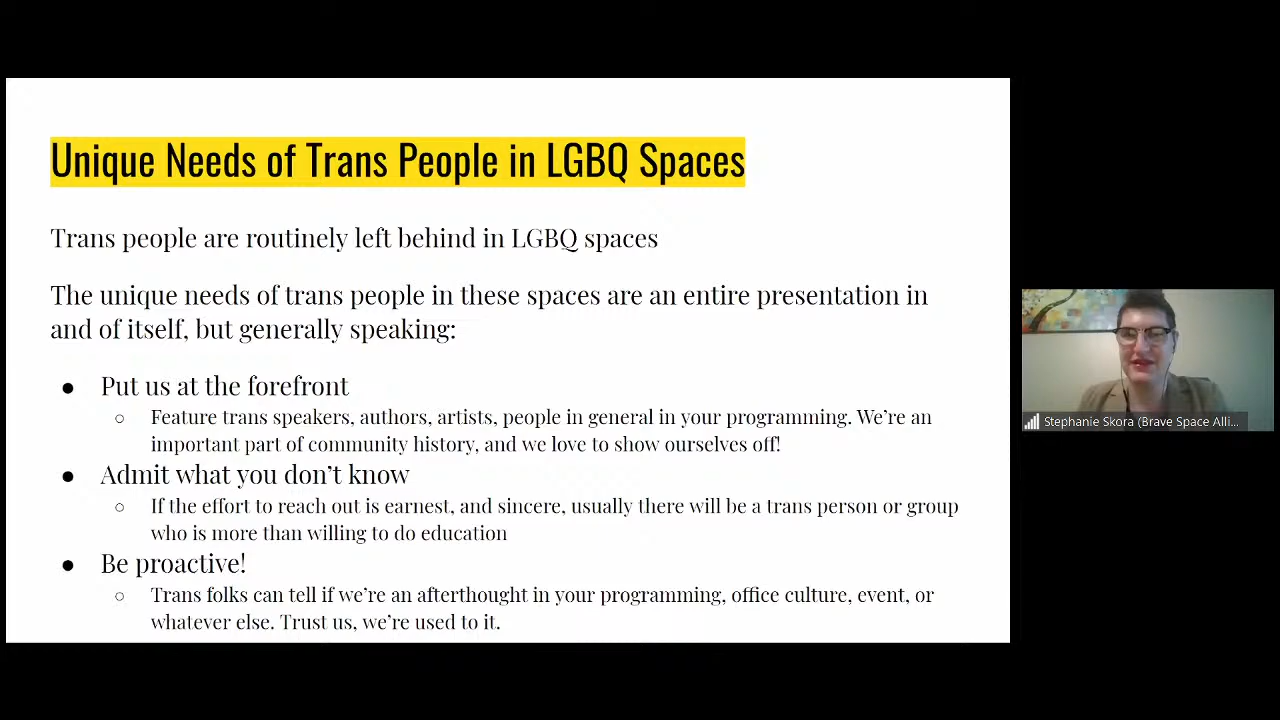 Unique Needs of Trans People in LGBQ Spaces
Trans people are routinely left behind in LGBQ spaces
The unique needs of trans people in these spaces are an entire presentation in
and of itself, but generally speaking:
● Put us at the forefront
○ Feature trans speakers, authors, artists, people in general in your programming. We’re an
important part of community history, and we love to show ourselves off!
● Admit what you don’t know
○ If the effort to reach out is earnest, and sincere, usually there will be a trans person or group
who is more than willing to do education
● Be proactive!
○ Trans folks can tell if we’re an afterthought in your programming, office culture, event, or
whatever else. Trust us, we’re used to it.
Stephanie Skora (Brave Space Alli...